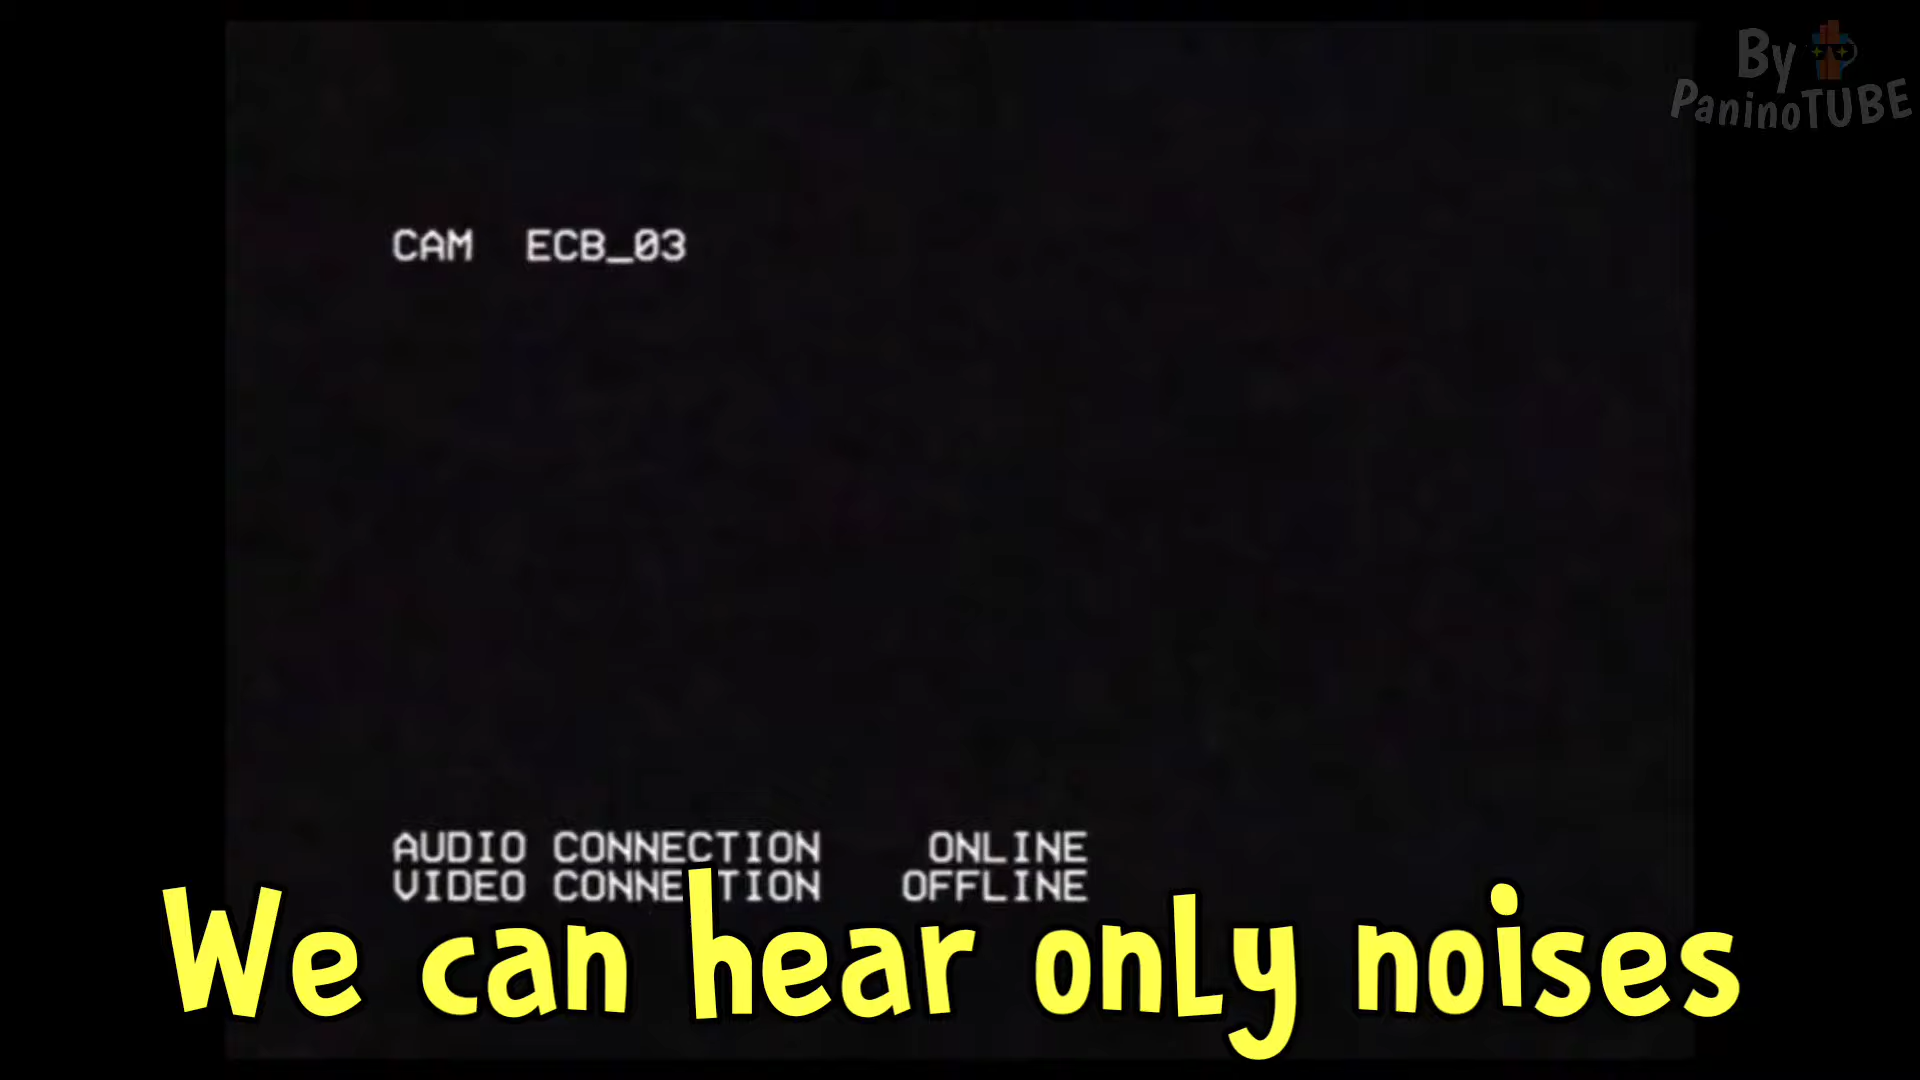 By
PaninoTUBE
CAM ECB_03
AUDIO CONNECTION ONLINE
VIDEO CONNECTION OFFLINE
We can hear only noises